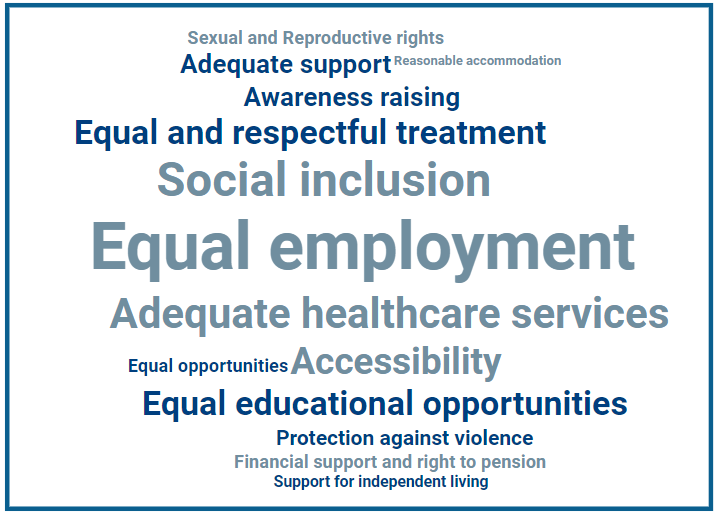 Sexual and Reproductive rights
Adequate support Reasonable accommodation
Awareness raising
Equal and respectful treatment
Social inclusion
Equal employment
Adequate healthcare services
Equal opportunities Accessibility
Equal educational opportunities
Protection against violence
Financial support and right to pension
Support for independent living